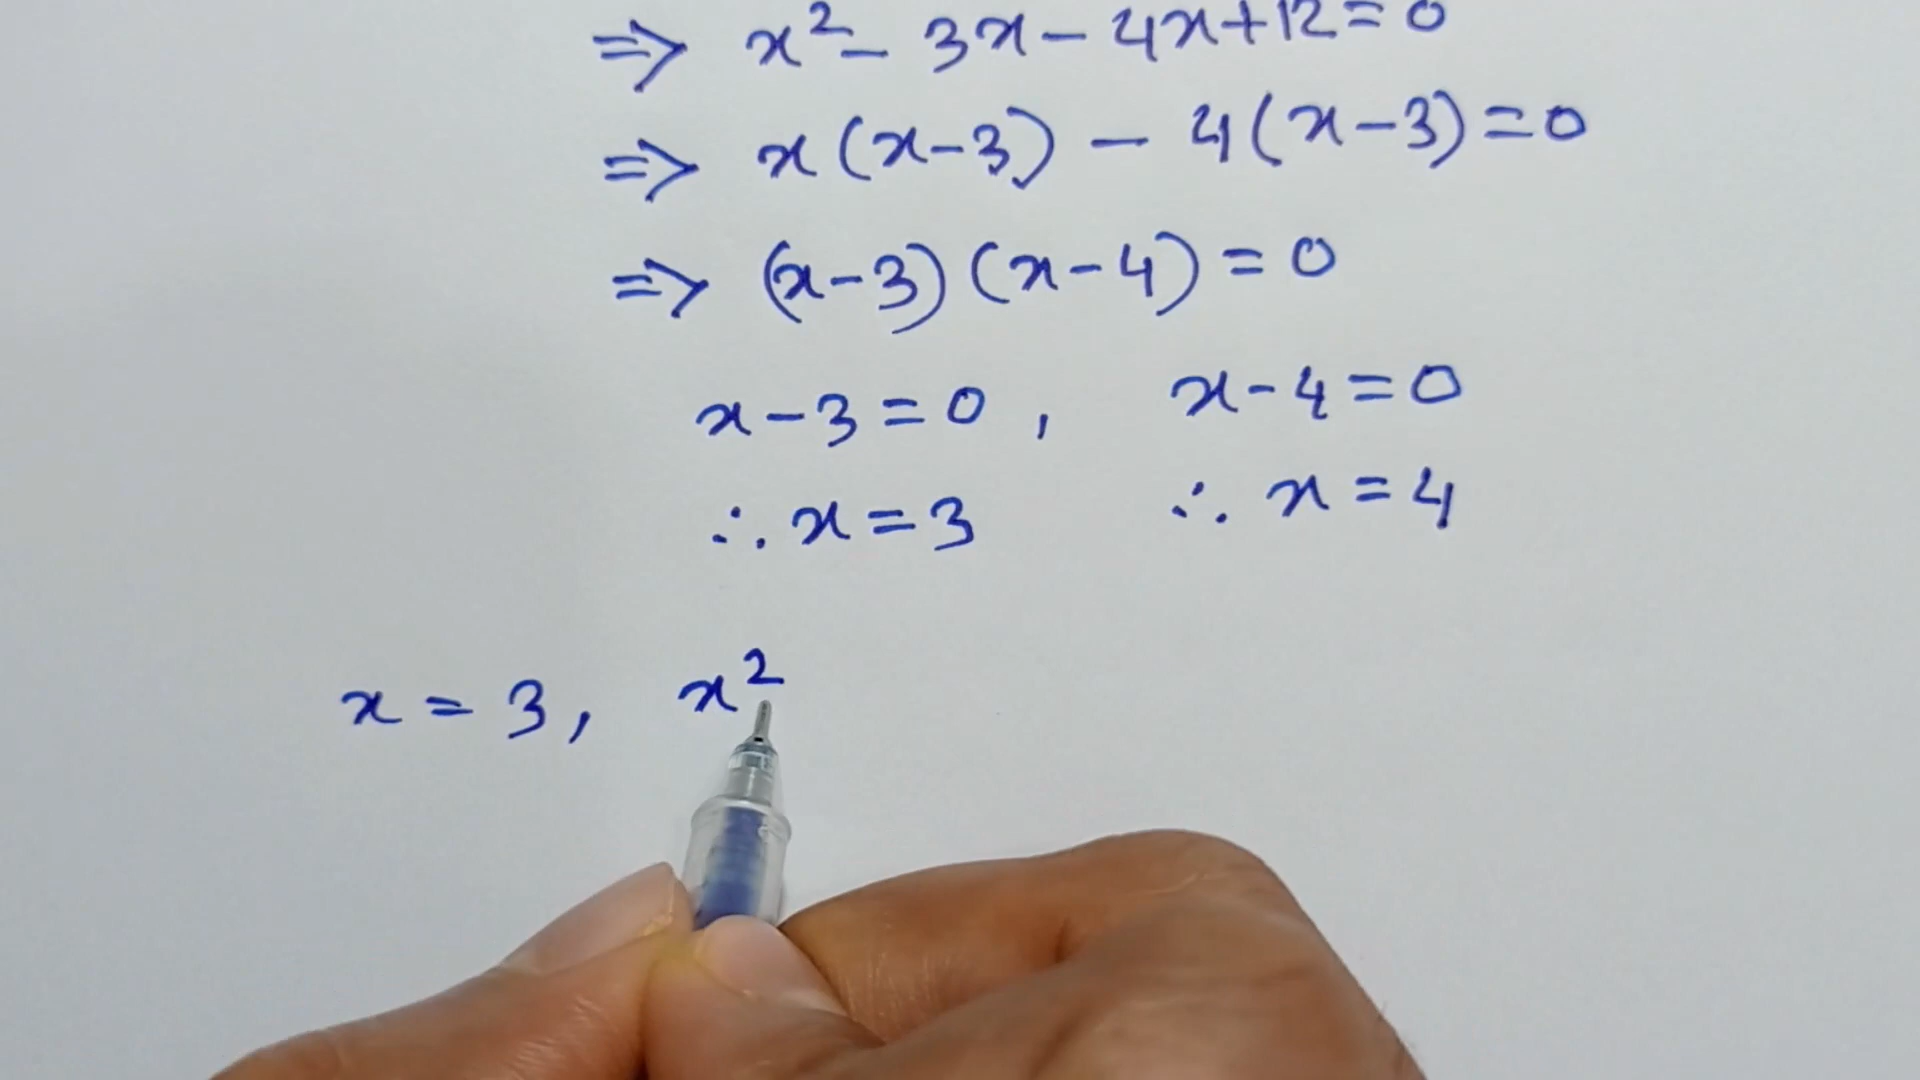 => x² - 3x - 4x + 12 = 0
=> x (x - 3) - 4 (x - 3) = 0
=> (x - 3) (x - 4) = 0
x - 3 = 0 , x - 4 = 0
∴ x = 3 ∴ x = 4
x = 3 , x²